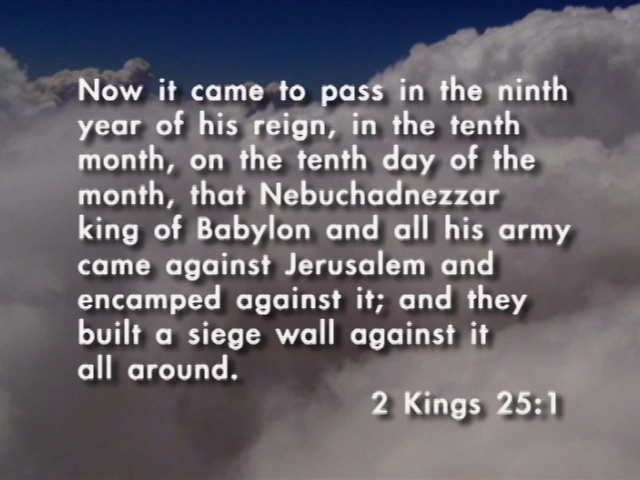 Now it came to pass in the ninth
year of his reign, in the tenth
month, on the tenth day of the
month, that Nebuchadnezzar
king of Babylon and all his army
came against Jerusalem and
encamped against it; and they
built a siege wall against it
all around.
2 Kings 25:1